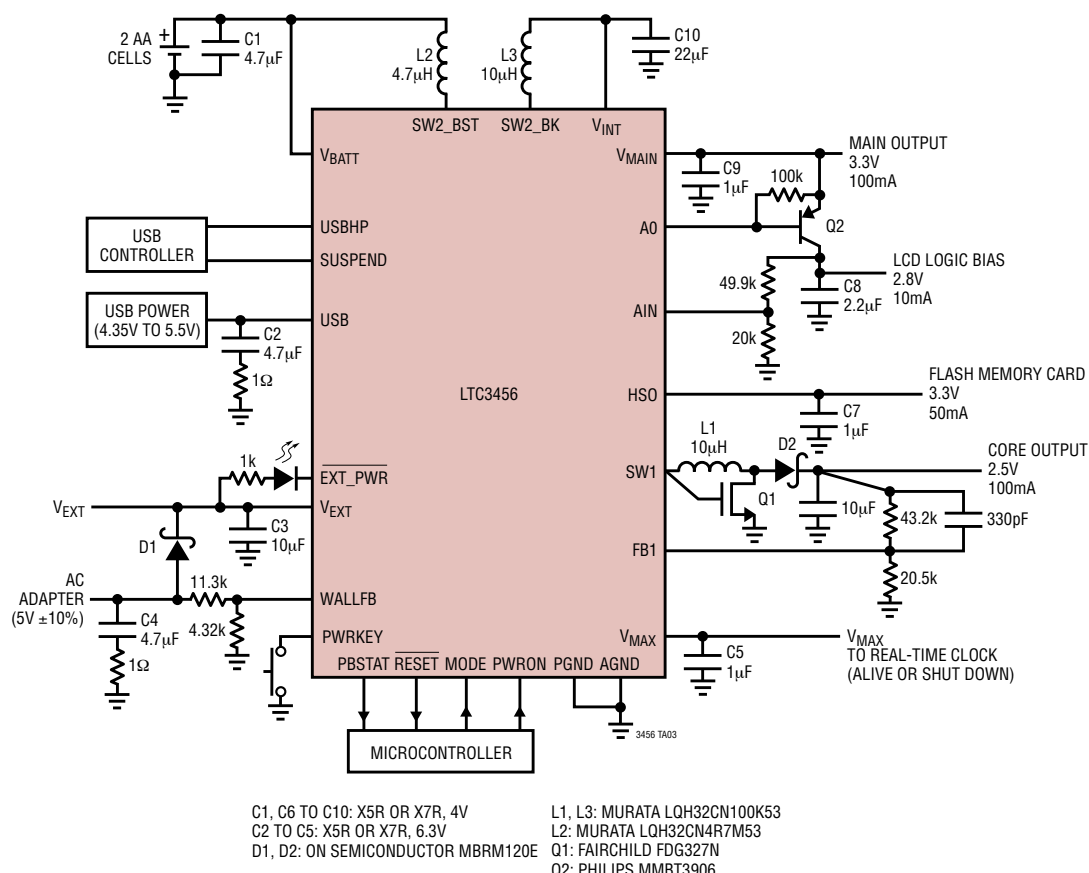 2 AA
CELLS
C1
4.7µF
L2
4.7µH
L3
10µH
C10
22µF
SW2_BST
SW2_BK
VINT
VBATT
VMAIN
MAIN OUTPUT
3.3V
100mA
C9
1µF
100k
Q2
USB
CONTROLLER
USBHP
SUSPEND
A0
LCD LOGIC BIAS
2.8V
10mA
49.9k
C8
2.2µF
USB POWER
(4.35V TO 5.5V)
USB
AIN
20k
C2
4.7µF
1Ω
LTC3456
HSO
FLASH MEMORY CARD
3.3V
50mA
C7
1µF
L1
10µH
D2
CORE OUTPUT
2.5V
100mA
1k
EXT_PWR
SW1
Q1
10µF
43.2k
330pF
VEXT
VEXT
C3
10µF
D1
FB1
20.5k
AC
ADAPTER
(5V ±10%)
11.3k
WALLFB
C4
4.7µF
4.32k
1Ω
PWRKEY
VMAX
VMAX
TO REAL-TIME CLOCK
(ALIVE OR SHUT DOWN)
C5
1µF
PBSTAT RESET MODE PWRON PGND AGND
3456 TA03
MICROCONTROLLER
C1, C6 TO C10: X5R OR X7R, 4V
C2 TO C5: X5R OR X7R, 6.3V
D1, D2: ON SEMICONDUCTOR MBRM120E
L1, L3: MURATA LQH32CN100K53
L2: MURATA LQH32CN4R7M53
Q1: FAIRCHILD FDG327N
Q2: PHILIPS MMBT3906